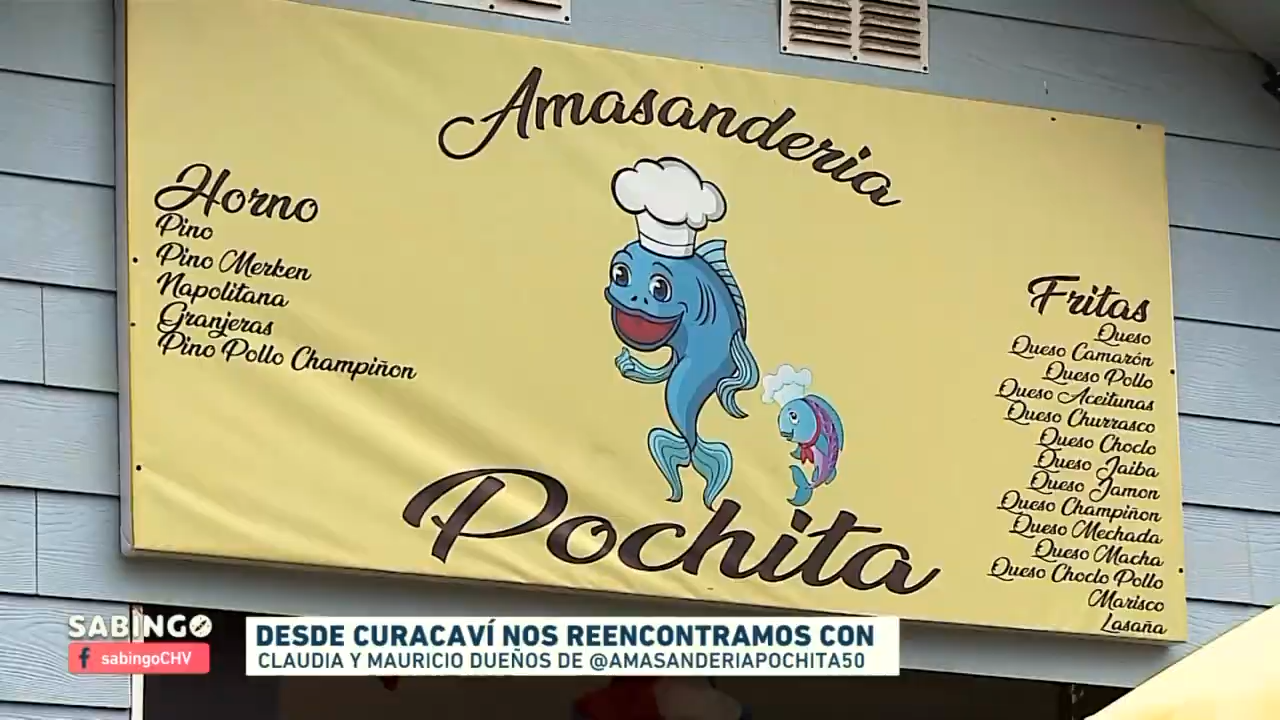 Amasanderia
Horno
Pino
Pino Merken
Napolitana
Granjeras
Pino Pollo Champiñon
Fritas
Queso
Queso Camarón
Queso Pollo
Queso Aceitunas
Queso Churrasco
Queso Choclo
Queso Jaiba
Queso Jamon
Queso Champiñon
Queso Mechada
Queso Macha
Queso Choclo Pollo
Marisco
Lasaña
Pochita
SABINGO
f sabingoCHV
DESDE CURACAVÍ NOS REENCONTRAMOS CON
CLAUDIA Y MAURICIO DUEÑOS DE @AMASANDERIAPOCHITA50